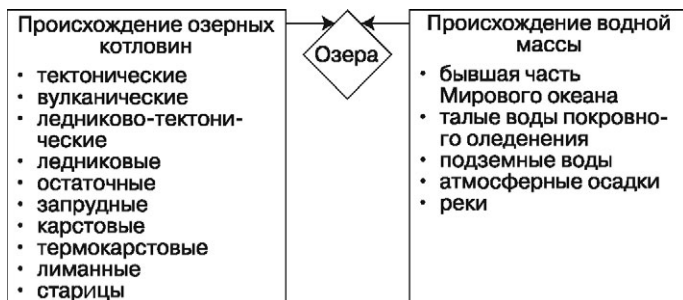 Происхождение озерных
котловин
• тектонические
• вулканические
• ледниково-тектони-
ческие
• ледниковые
• остаточные
• запрудные
• карстовые
• термокарстовые
• лиманные
• старицы
Озера
Происхождение водной
массы
• бывшая часть
Мирового океана
• талые воды покровно-
го оледенения
• подземные воды
• атмосферные осадки
• реки